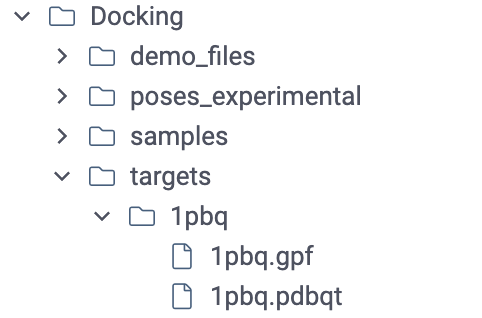 Docking
demo_files
poses_experimental
samples
targets
1pbq
1pbq.gpf
1pbq.pdbqt